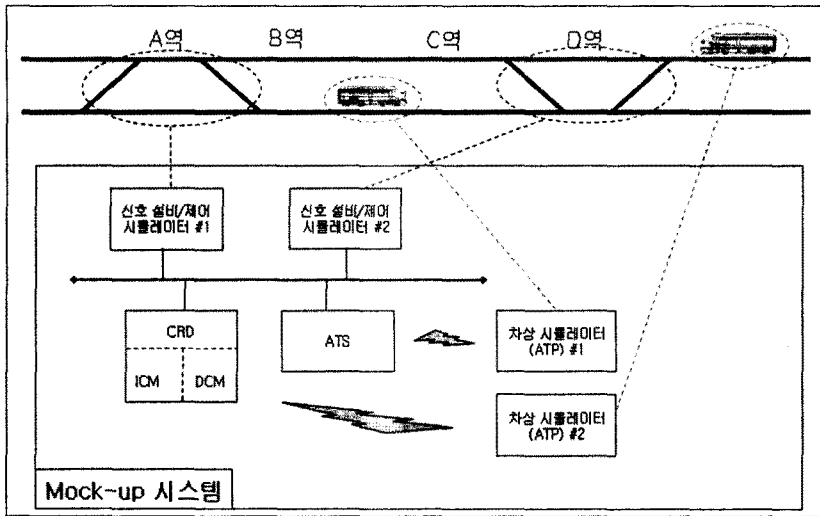 A역 B역 C역 D역
신호 설비/제어
시뮬레이터 #1
신호 설비/제어
시뮬레이터 #2
CRD
ICM DCM
ATS
차상 시뮬레이터
(ATP) #1
차상 시뮬레이터
(ATP) #2
Mock-up 시스템